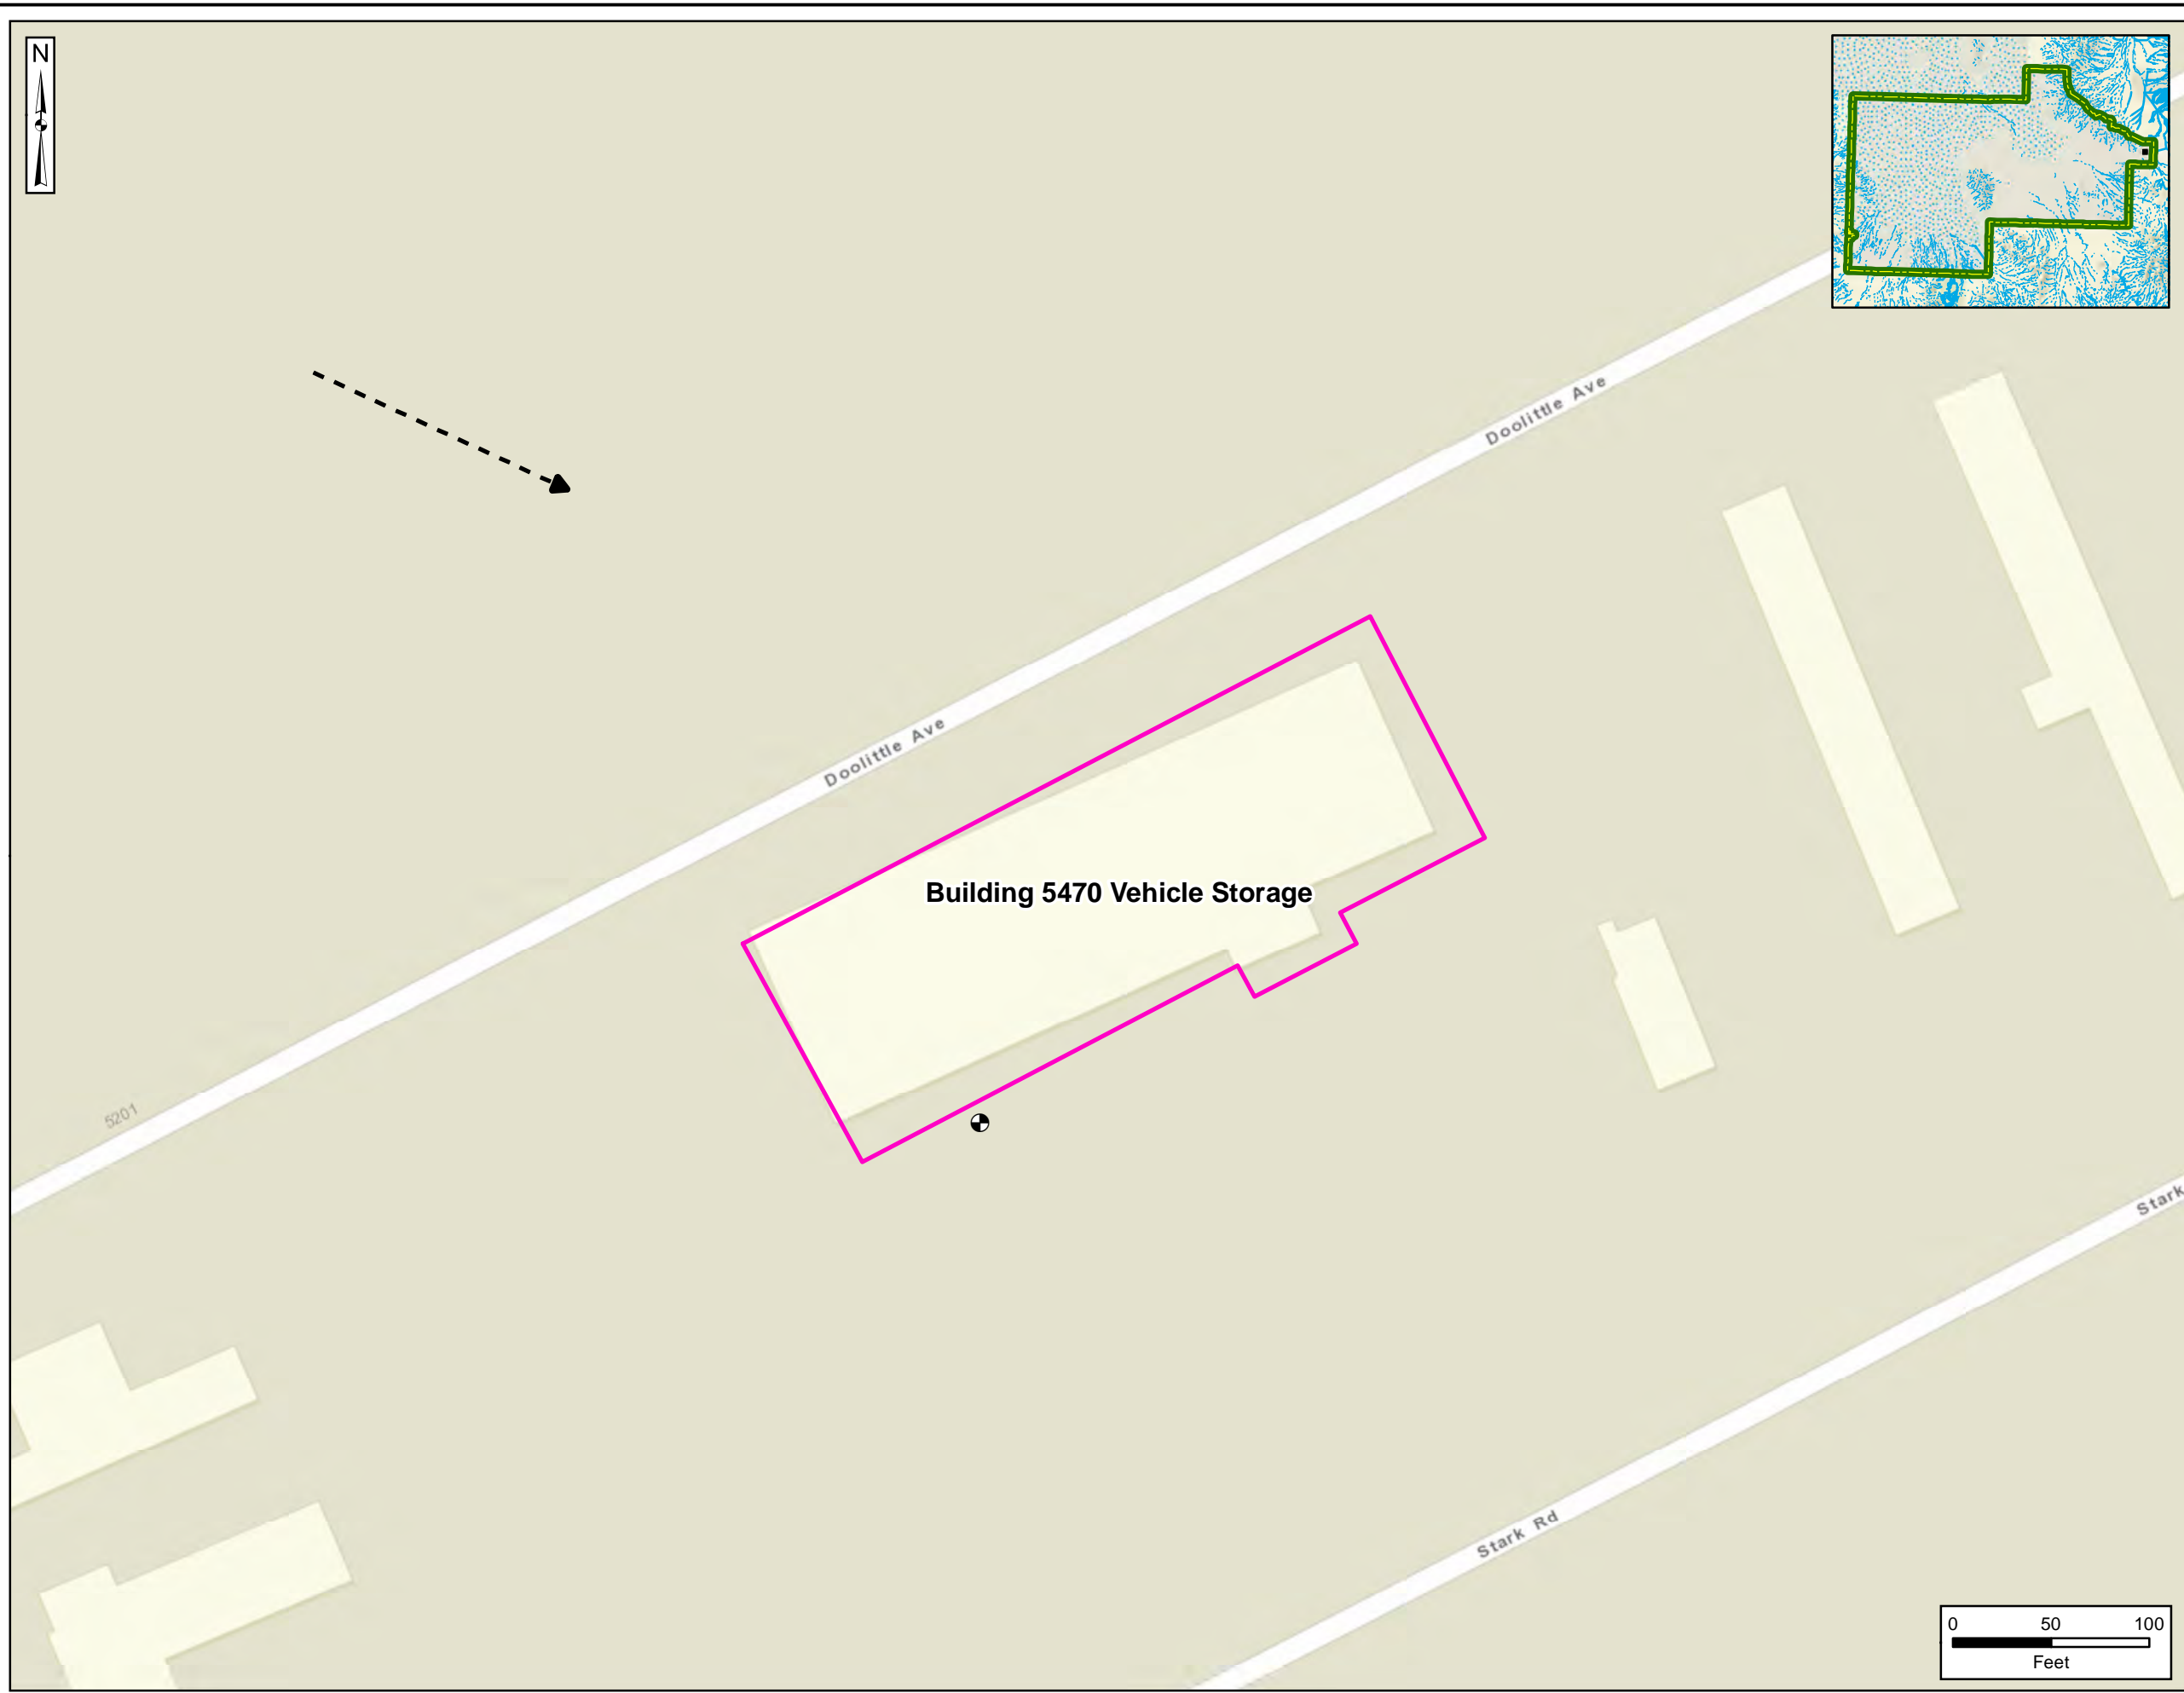 N
Doolittle Ave
Doolittle Ave
Building 5470 Vehicle Storage
5201
Stark
Stark Rd
0 50 100
Feet